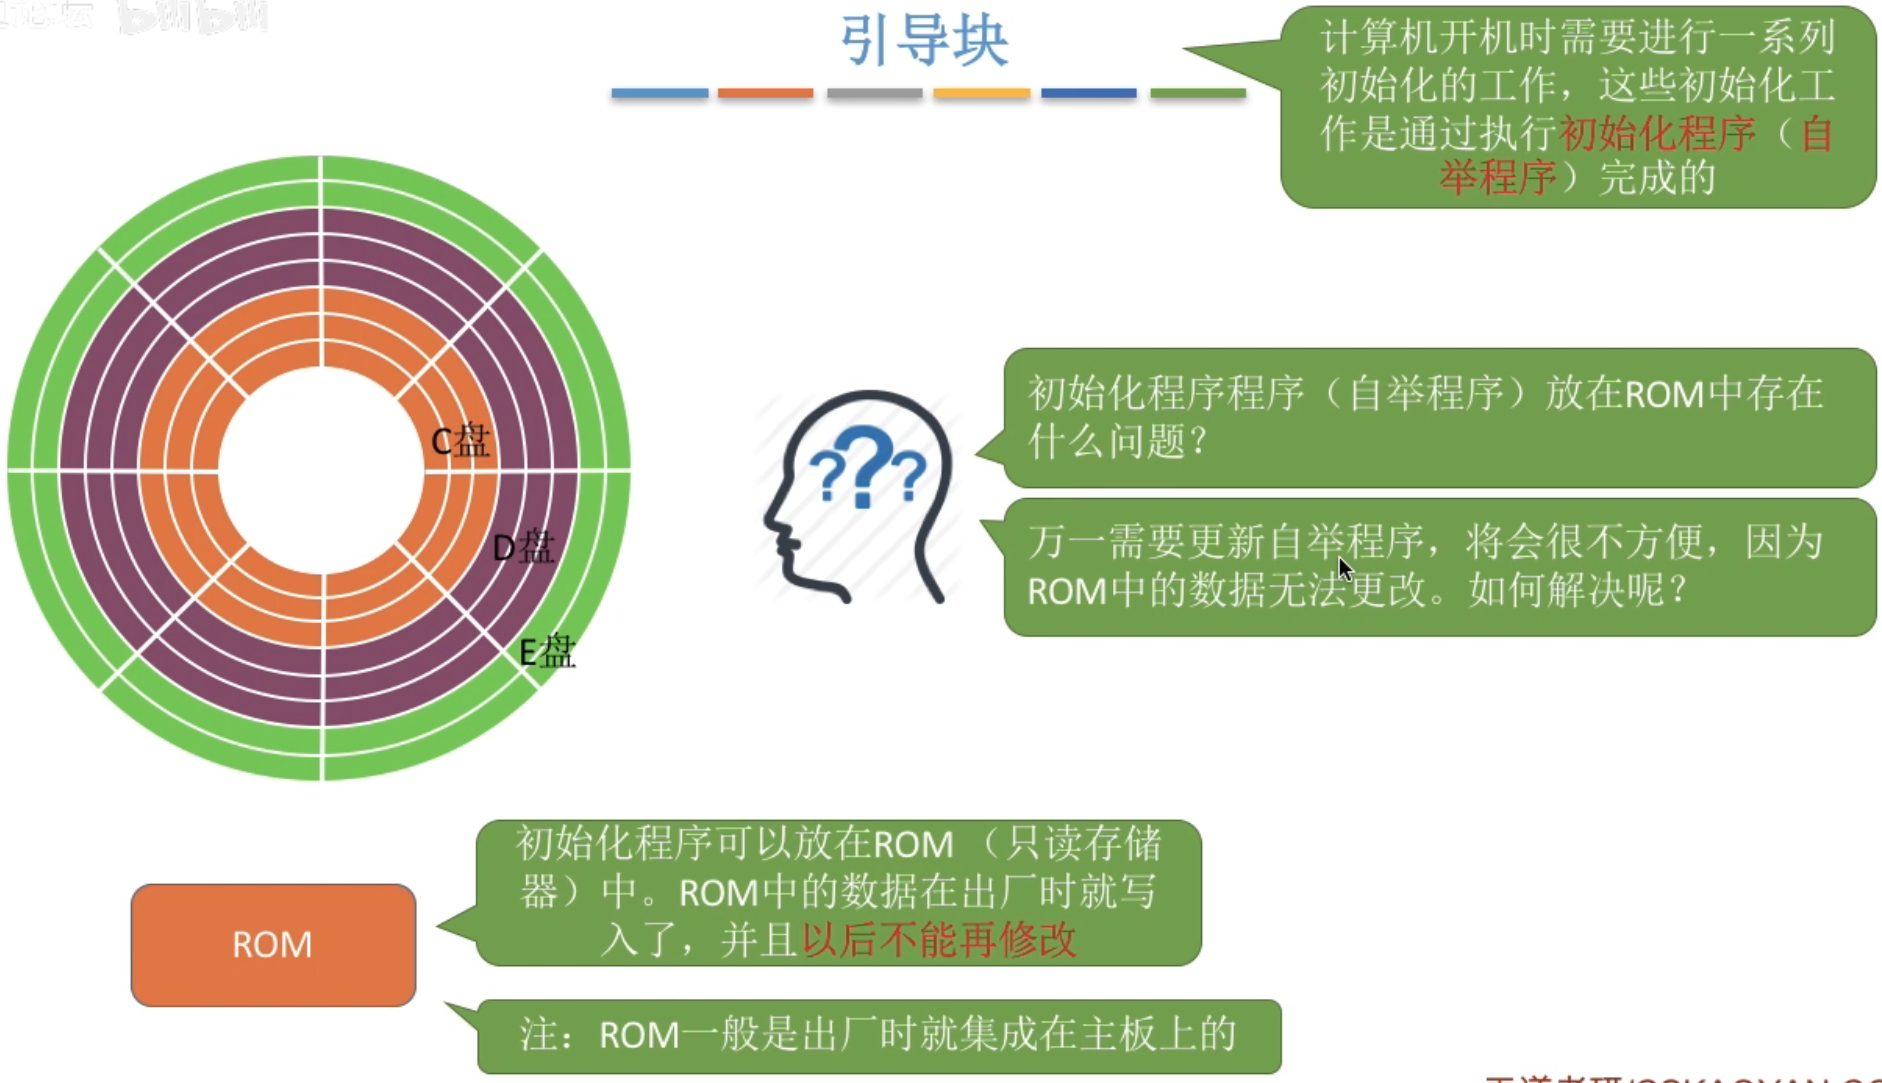 引导块
计算机开机时需要进行一系列
初始化的工作，这些初始化工
作是通过执行初始化程序（自
举程序）完成的
C盘
D盘
E盘
???
初始化程序程序（自举程序）放在ROM中存在
什么问题？
万一需要更新自举程序，将会很不方便，因为
ROM中的数据无法更改。如何解决呢？
ROM
初始化程序可以放在ROM （只读存储
器）中。ROM中的数据在出厂时就写
入了，并且以后不能再修改
注：ROM一般是出厂时就集成在主板上的